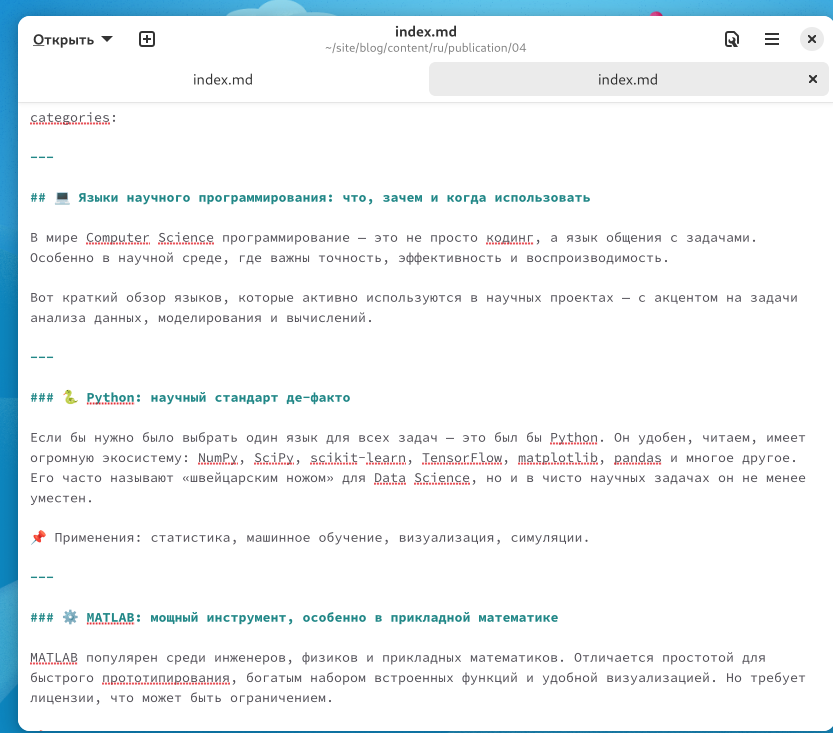 Открыть
index.md
~/site/blog/content/ru/publication/04
index.md
index.md
categories:
---
## 💻 Языки научного программирования: что, зачем и когда использовать
В мире Computer Science программирование — это не просто кодинг, а язык общения с задачами.
Особенно в научной среде, где важны точность, эффективность и воспроизводимость.
Вот краткий обзор языков, которые активно используются в научных проектах — с акцентом на задачи
анализа данных, моделирования и вычислений.
---
### 🐍 Python: научный стандарт де-факто
Если бы нужно было выбрать один язык для всех задач — это был бы Python. Он удобен, читаем, имеет
огромную экосистему: NumPy, SciPy, scikit-learn, TensorFlow, matplotlib, pandas и многое другое.
Его часто называют «швейцарским ножом» для Data Science, но и в чисто научных задачах он не менее
уместен.
📌 Применения: статистика, машинное обучение, визуализация, симуляции.
---
### ⚙️ MATLAB: мощный инструмент, особенно в прикладной математике
MATLAB популярен среди инженеров, физиков и прикладных математиков. Отличается простотой для
быстрого прототипирования, богатым набором встроенных функций и удобной визуализацией. Но требует
лицензии, что может быть ограничением.